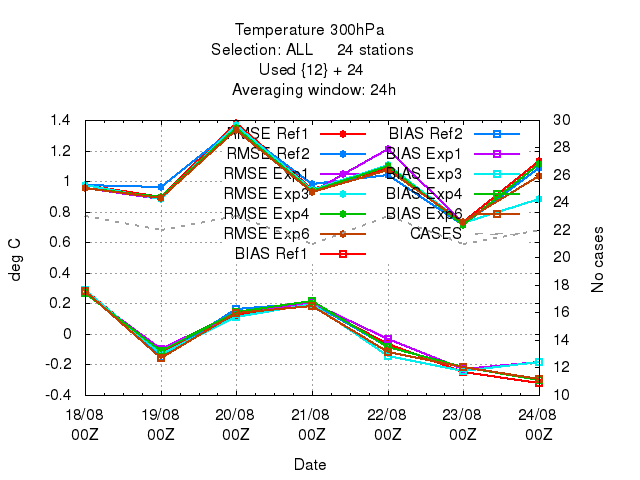 Temperature 300hPa
Selection: ALL 24 stations
Used {12} + 24
Averaging window: 24h
1.4
1.2
1
0.8
0.6
0.4
0.2
0
-0.2
-0.4
deg C
30
28
26
24
22
20
18
16
14
12
10
No cases
RMSE Ref1
RMSE Ref2
RMSE Exp1
RMSE Exp3
RMSE Exp4
RMSE Exp6
BIAS Ref1
BIAS Ref2
BIAS Exp1
BIAS Exp3
BIAS Exp4
BIAS Exp6
CASES
18/08 19/08 20/08 21/08 22/08 23/08 24/08
00Z 00Z 00Z 00Z 00Z 00Z 00Z
Date